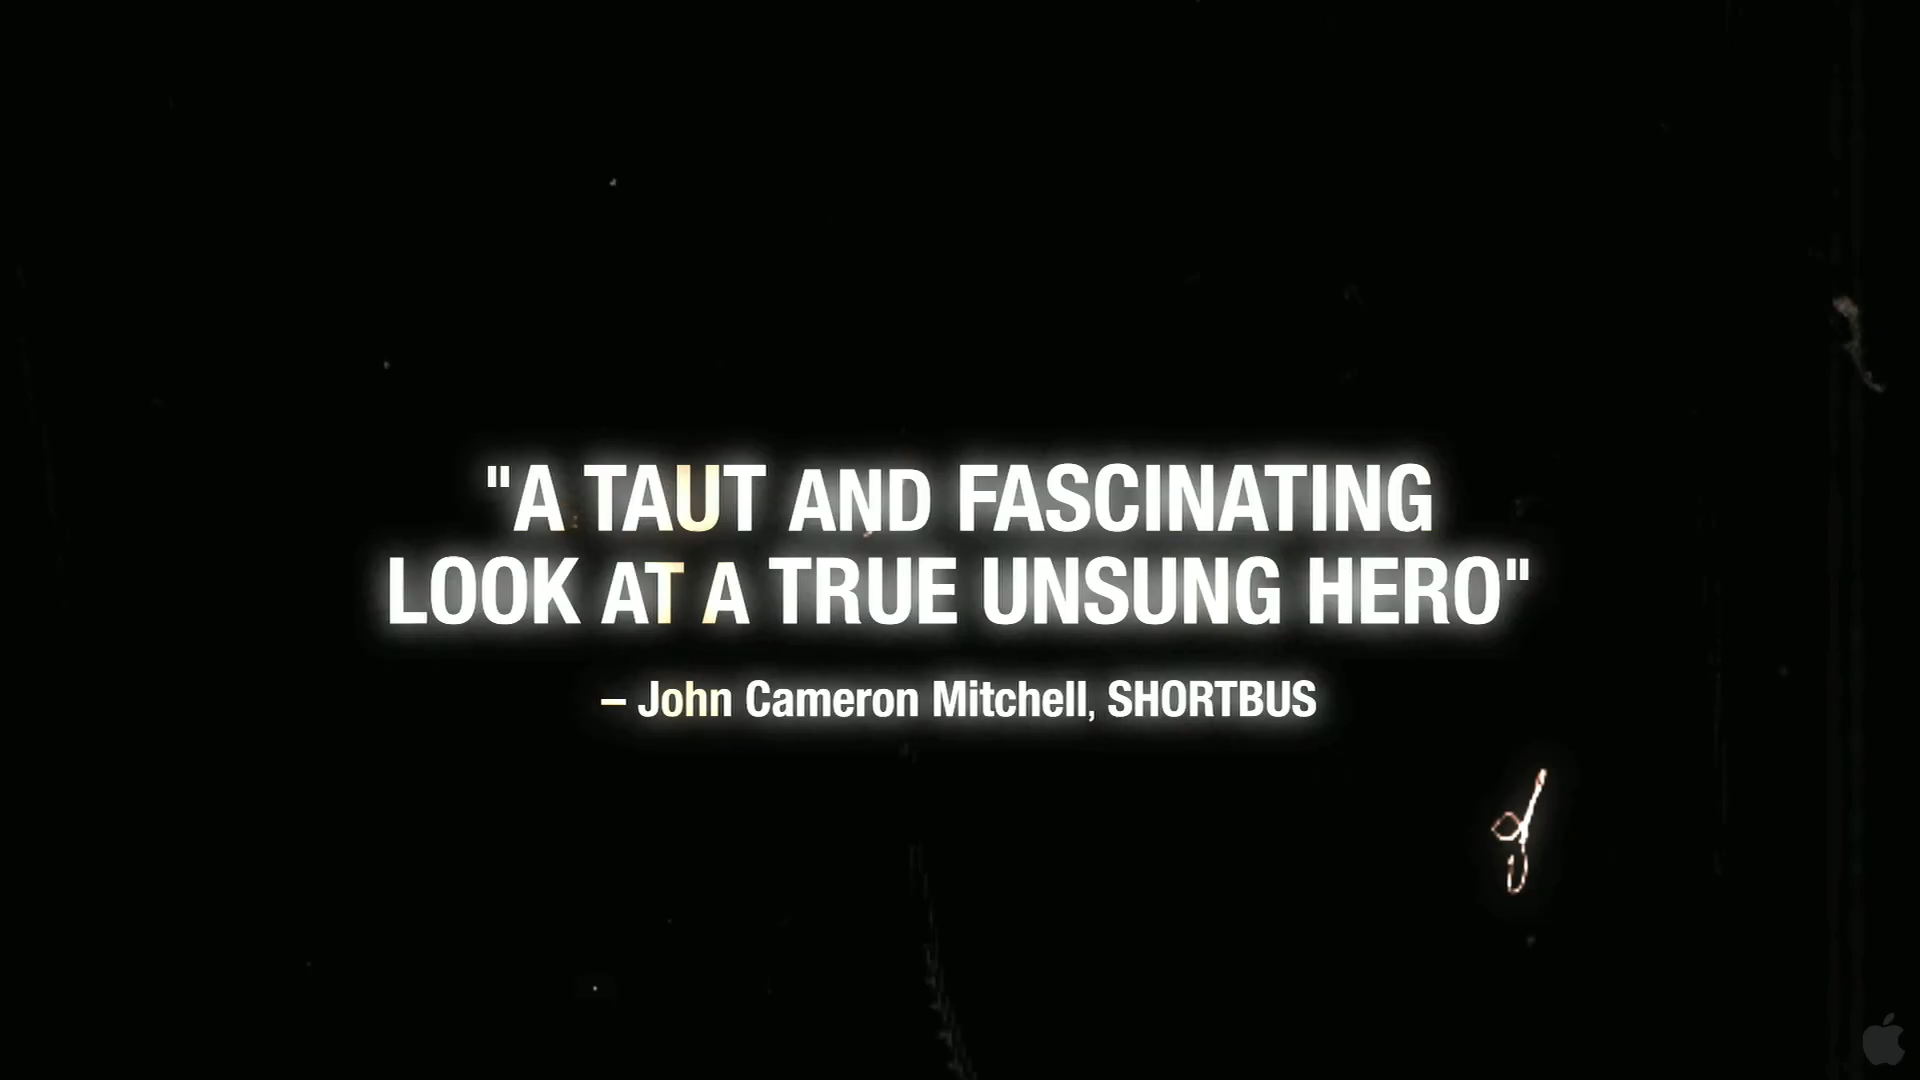 "A TAUT AND FASCINATING
LOOK AT A TRUE UNSUNG HERO"
– John Cameron Mitchell, SHORTBUS